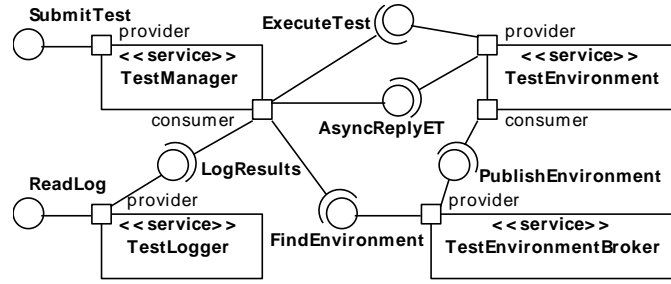 SubmitTest
provider
<<service>>
TestManager
consumer
ExecuteTest
provider
<<service>>
TestEnvironment
consumer
AsyncReplyET
LogResults
PublishEnvironment
ReadLog
provider
<<service>>
TestLogger
FindEnvironment
provider
<<service>>
TestEnvironmentBroker